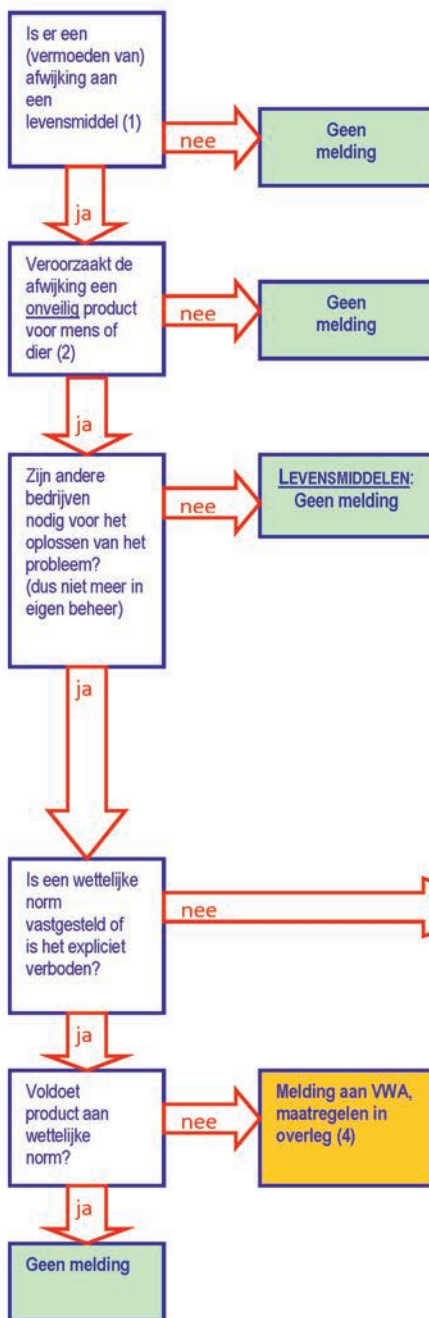 Is er een
(vermoeden van)
afwijking aan
een
levensmiddel (1)
nee
Geen
melding
ja
Veroorzaakt de
afwijking een
onveilig product
voor mens of
dier (2)
nee
Geen
melding
ja
Zijn andere
bedrijven
nodig voor het
oplossen van het
probleem?
(dus niet meer in
eigen beheer)
nee
LEVENSMIDDELEN:
Geen melding
ja
Is een wettelijke
norm
vastgesteld of
is het expliciet
verboden?
nee
ja
Voldoet
product aan
wettelijke
norm?
nee
Melding aan VWA,
maatregelen in
overleg (4)
ja
Geen melding